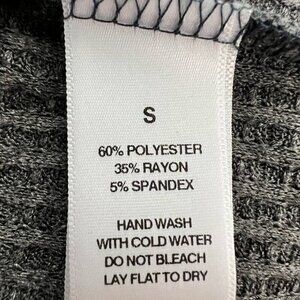 S
60% POLYESTER
35% RAYON
5% SPANDEX
HAND WASH
WITH COLD WATER
DO NOT BLEACH
LAY FLAT TO DRY